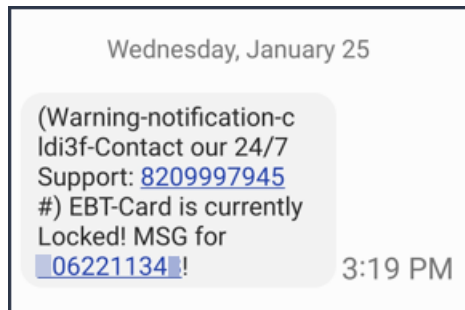 Wednesday, January 25
(Warning-notification-c
ldi3f-Contact our 24/7
Support: 8209997945
#) EBT-Card is currently
Locked! MSG for
06221134 !
3:19 PM